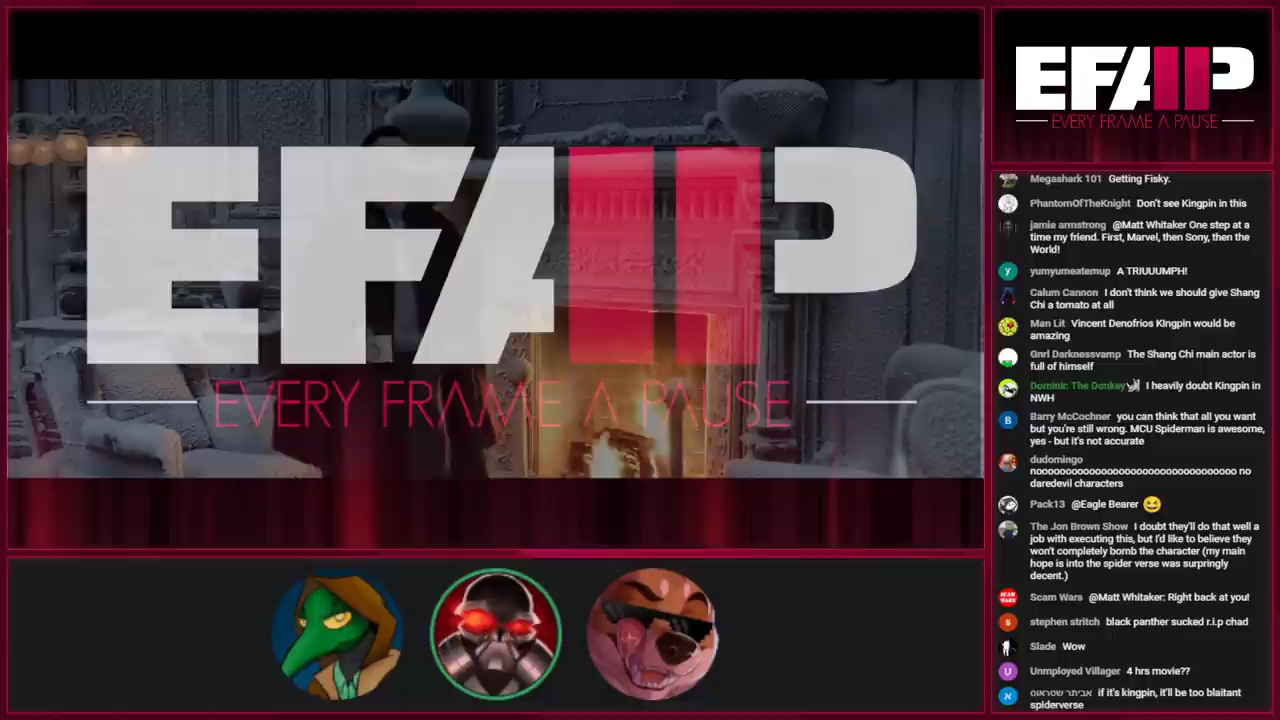 EFAP
EVERY FRAME A PAUSE
EFAP
EVERY FRAME A PAUSE
Megashark 101 Getting Fisky.
PhantomOfTheKnight Don't see Kingpin in this
jamie armstrong @Matt Whitaker One step at a
time my friend. First, Marvel, then Sony, then the
World!
y
yumyumeatemup A TRIUUUMPH!
Calum Cannon I don't think we should give Shang
Chi a tomato at all
Man Lit Vincent Denofrios KIngpin would be
amazing
Gnrl Darknessvamp The Shang Chi main actor is
full of himself
Dominic The Donkey I heavily doubt Kingpin in
NWH
B
Barry McCochner you can think that all you want
but you're still wrong. MCU Spiderman is awesome,
yes - but it's not accurate
dudomingo
nooooooooooooooooooooooooooooooooo no
daredevil characters
Pack13 @Eagle Bearer 😆
The Jon Brown Show I doubt they'll do that well a
job with executing this, but I'd like to believe they
won't completely bomb the character (my main
hope is into the spider verse was surpringly
decent.)
SCAM WARS
Scam Wars @Matt Whitaker: Right back at you!
s
stephen stritch black panther sucked r.i.p chad
Slade Wow
U
Unmployed Villager 4 hrs movie??
א
אביתר שטראוס if it's kingpin, it'll be too blaitant
spiderverse